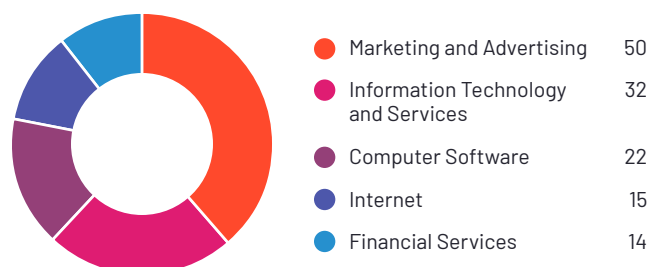 Marketing and Advertising 50
Information Technology 32
and Services
Computer Software 22
Internet 15
Financial Services 14